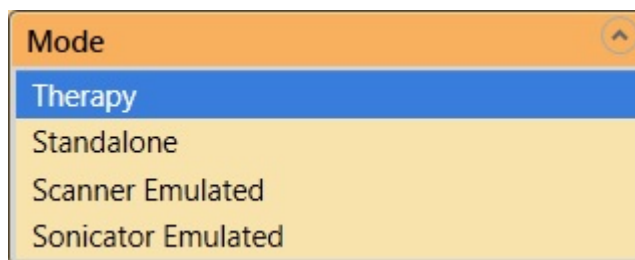 Mode
Therapy
Standalone
Scanner Emulated
Sonicator Emulated